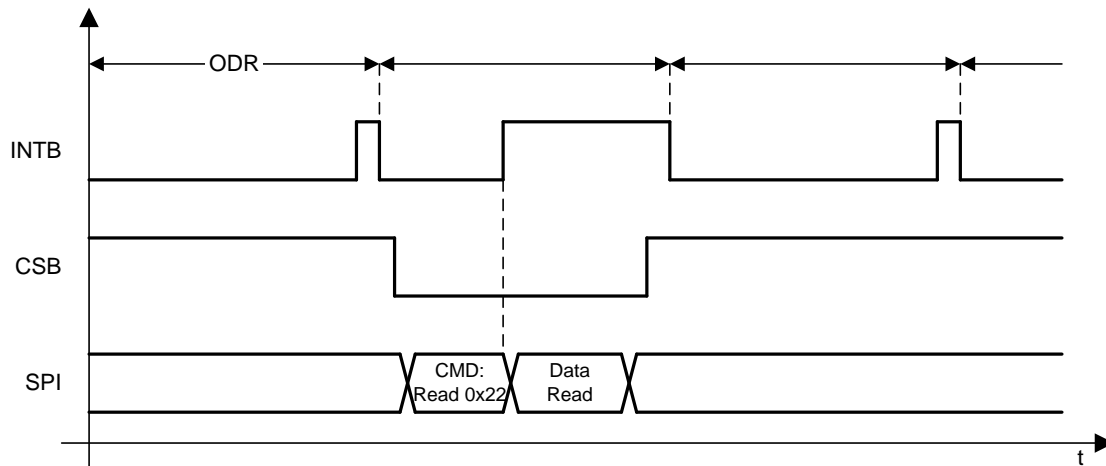 ODR
INTB
CSB
SPI
CMD:
Read 0x22
Data
Read
t